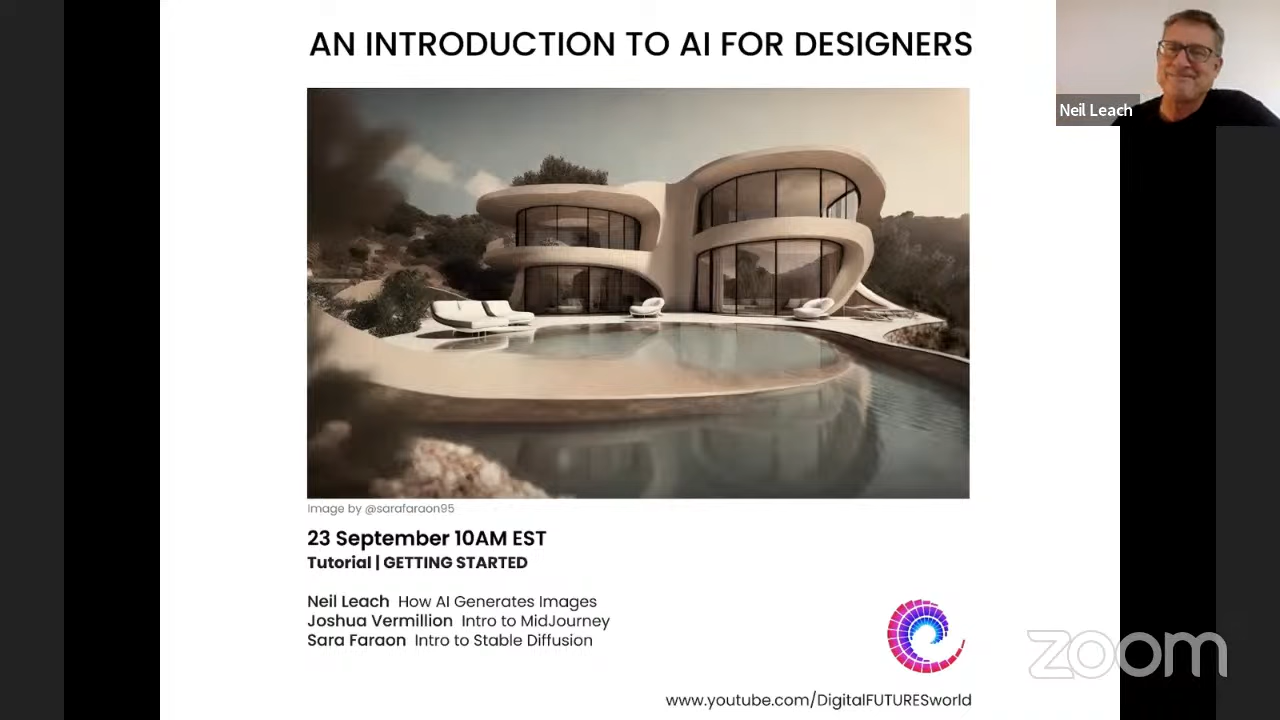 AN INTRODUCTION TO AI FOR DESIGNERS
Neil Leach
Image by @sarafaraon95
23 September 10AM EST
Tutorial | GETTING STARTED
Neil Leach How AI Generates Images
Joshua Vermillion Intro to MidJourney
Sara Faraon Intro to Stable Diffusion
zoom
www.youtube.com/DigitalFUTURESworld